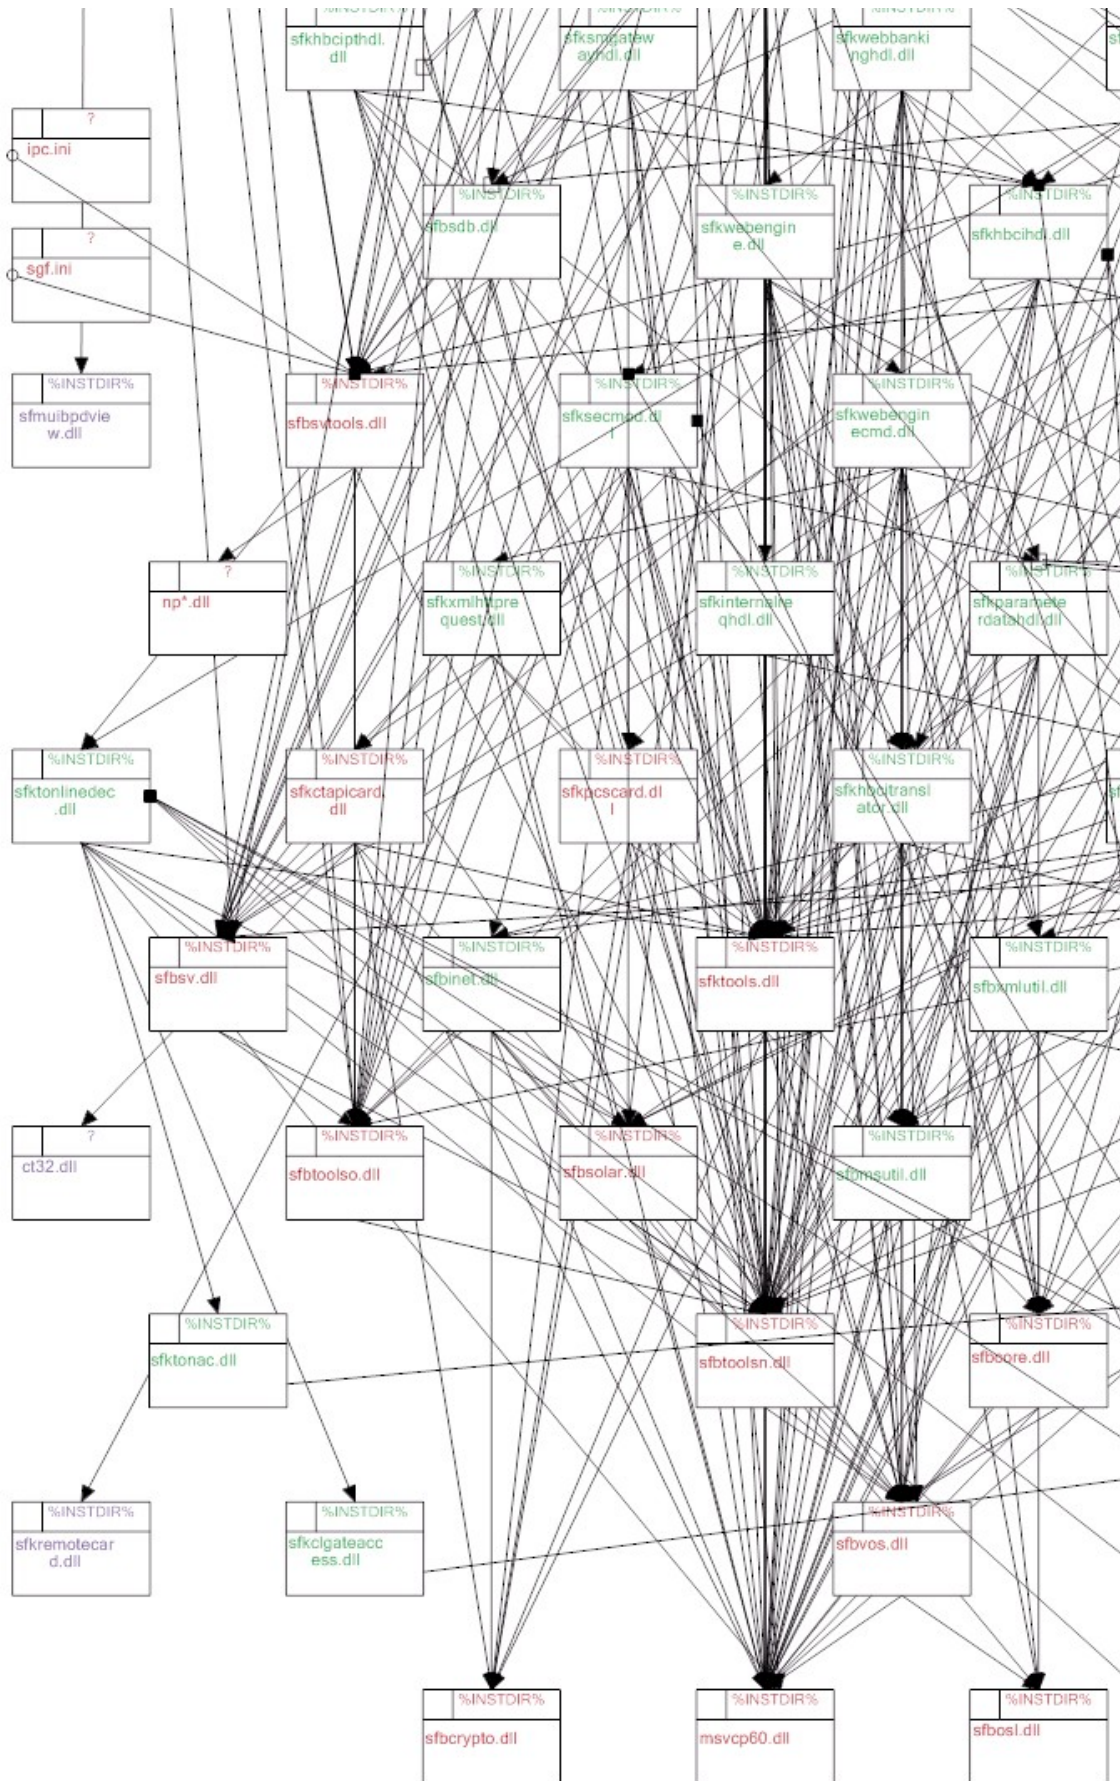 %INSTDIR%
%INSTDIR%
%INSTDIR%
sfkhbcipthdl.
dll
sfksmgatew
ayhdl.dll
sfkwebbanki
nghdl.dll
sf
?
ipc.ini
%INSTDIR%
sfbsdb.dll
%INSTDIR%
sfkwebengin
e.dll
%INSTDIR%
sfkhbcihdl.dll
?
sgf.ini
%INSTDIR%
sfmuibpdvie
w.dll
%INSTDIR%
sfbsvtools.dll
%INSTDIR%
sfksecmod.dl
l
%INSTDIR%
sfkwebengin
ecmd.dll
?
np*.dll
%INSTDIR%
sfkxmlhttpre
quest.dll
%INSTDIR%
sfkinternalre
qhdl.dll
%INSTDIR%
sfkparamete
rdatahdl.dll
%INSTDIR%
sfktonlinedec
.dll
%INSTDIR%
sfkctapicard.
dll
%INSTDIR%
sfkpcscard.dl
l
%INSTDIR%
sfkhbcitransl
ator.dll
sf
%INSTDIR%
sfbsv.dll
%INSTDIR%
sfbinet.dll
%INSTDIR%
sfktools.dll
%INSTDIR%
sfbxmlutil.dll
?
ct32.dll
%INSTDIR%
sfbtoolso.dll
%INSTDIR%
sfbsolar.dll
%INSTDIR%
sfbmsutil.dll
%INSTDIR%
sfktonac.dll
%INSTDIR%
sfbtoolsn.dll
%INSTDIR%
sfbcore.dll
%INSTDIR%
sfkremotecar
d.dll
%INSTDIR%
sfkclgateacc
ess.dll
%INSTDIR%
sfbvos.dll
%INSTDIR%
sfbcrypto.dll
%INSTDIR%
msvcp60.dll
%INSTDIR%
sfbosl.dll